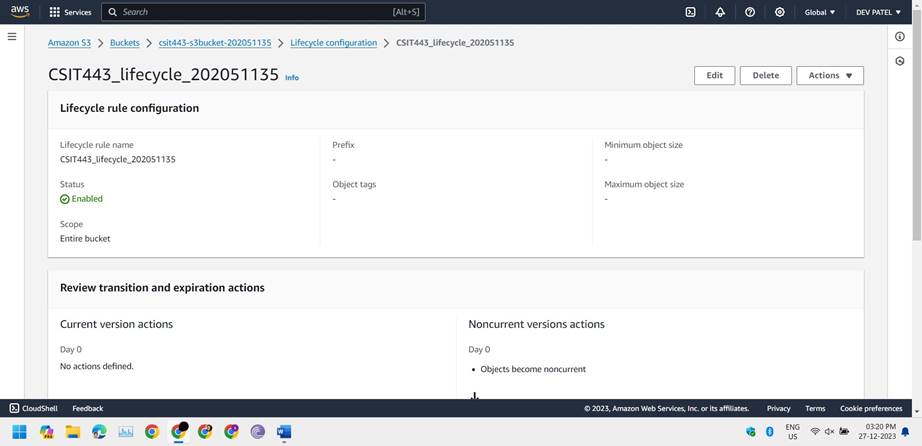 aws
Services
Search
[Alt+S]
Global
DEV PATEL
Amazon S3 > Buckets > csit443-s3bucket-202051135 > Lifecycle configuration > CSIT443_lifecycle_202051135
CSIT443_lifecycle_202051135 Info
Edit
Delete
Actions
Lifecycle rule configuration
Lifecycle rule name
CSIT443_lifecycle_202051135
Status
Enabled
Scope
Entire bucket
Prefix
-
Object tags
-
Minimum object size
-
Maximum object size
-
Review transition and expiration actions
Current version actions
Day 0
No actions defined.
Noncurrent versions actions
Day 0
• Objects become noncurrent
CloudShell
Feedback
© 2023, Amazon Web Services, Inc. or its affiliates.
Privacy
Terms
Cookie preferences
ENG
US
03:20 PM
27-12-2023